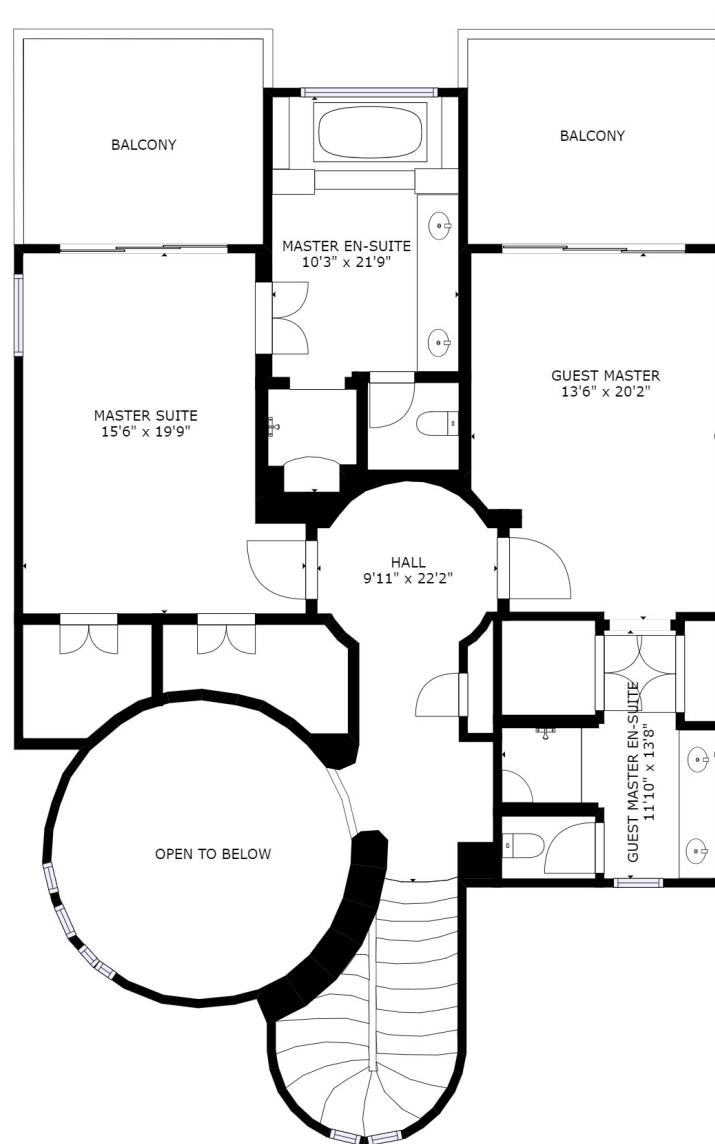 BALCONY
BALCONY
MASTER EN-SUITE
10'3" x 21'9"
GUEST MASTER
13'6" x 20'2"
MASTER SUITE
15'6" x 19'9"
HALL
9'11" x 22'2"
GUEST MASTER EN-SUITE
11'10" x 13'8"
OPEN TO BELOW